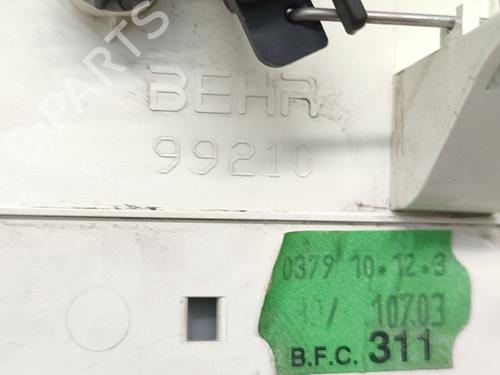 B-PARTS
BEHR
99210
0379 10.12.3
10703
B.F.C. 311